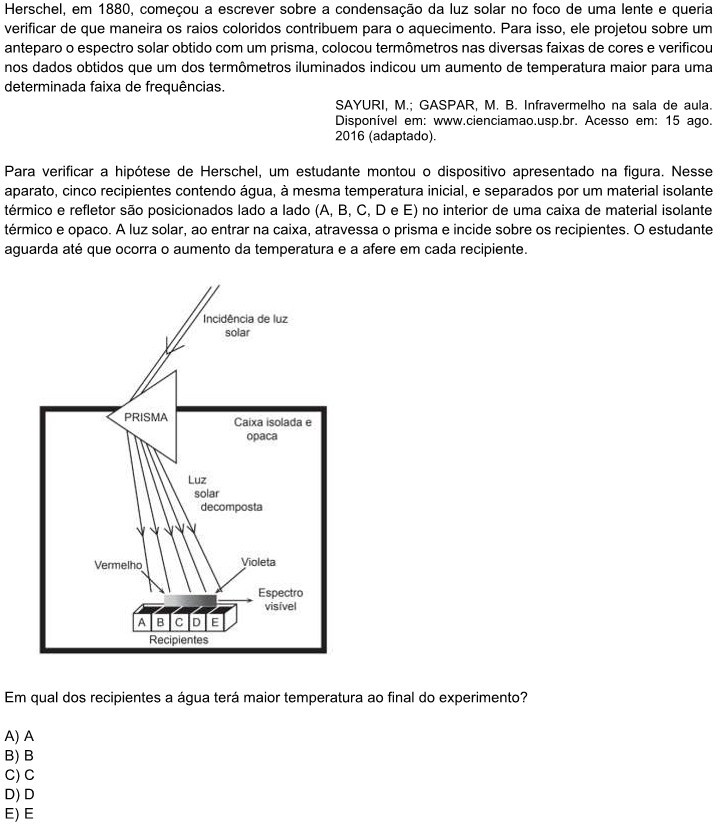 Herschel, em 1880, começou a escrever sobre a condensação da luz solar no foco de uma lente e queria
verificar de que maneira os raios coloridos contribuem para o aquecimento. Para isso, ele projetou sobre um
anteparo o espectro solar obtido com um prisma, colocou termômetros nas diversas faixas de cores e verificou
nos dados obtidos que um dos termômetros iluminados indicou um aumento de temperatura maior para uma
determinada faixa de frequências.
SAYURI, M.; GASPAR, M. B. Infravermelho na sala de aula.
Disponível em: www.cienciamao.usp.br. Acesso em: 15 ago.
2016 (adaptado).
Para verificar a hipótese de Herschel, um estudante montou o dispositivo apresentado na figura. Nesse
aparato, cinco recipientes contendo água, à mesma temperatura inicial, e separados por um material isolante
térmico e refletor são posicionados lado a lado (A, B, C, D e E) no interior de uma caixa de material isolante
térmico e opaco. A luz solar, ao entrar na caixa, atravessa o prisma e incide sobre os recipientes. O estudante
aguarda até que ocorra o aumento da temperatura e a afere em cada recipiente.
Incidência de luz
solar
PRISMA
Caixa isolada e
opaca
Luz
solar
decomposta
Vermelho
Violeta
Espectro
visível
A B C D E
Recipientes
Em qual dos recipientes a água terá maior temperatura ao final do experimento?
A) A
B) B
C) C
D) D
E) E